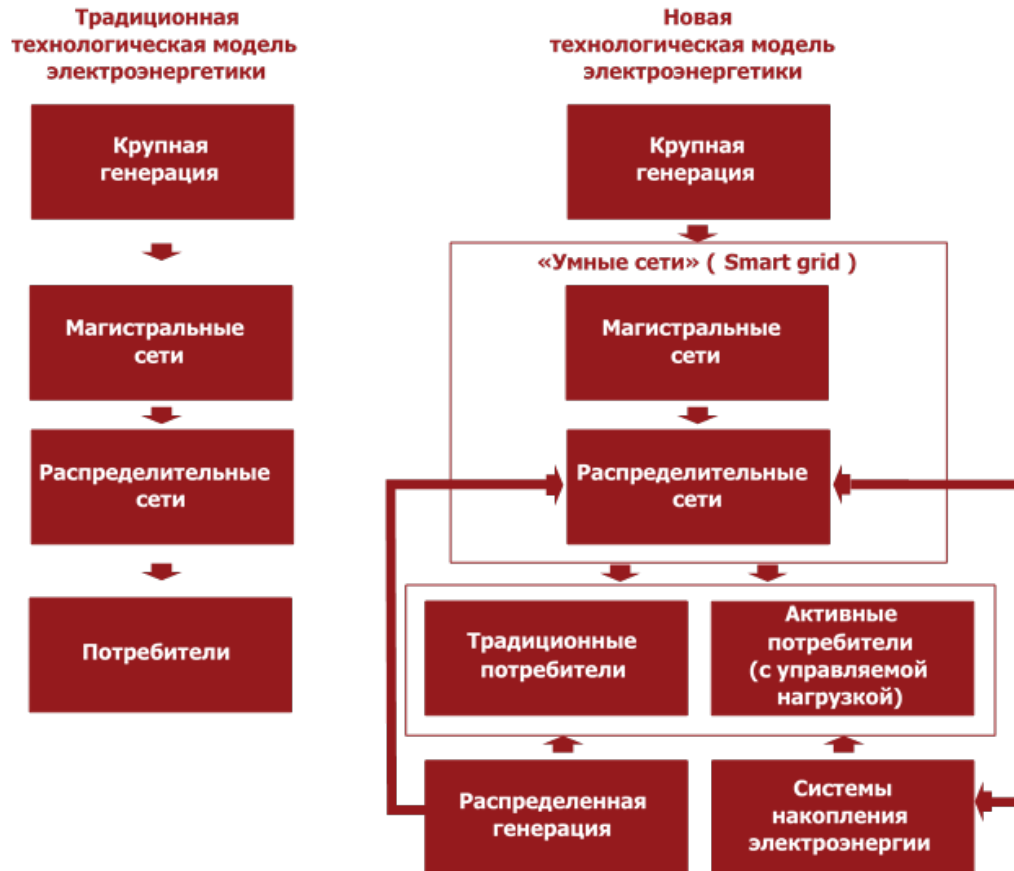 Традиционная
технологическая модель
электроэнергетики
Крупная
генерация
Магистральные
сети
Распределительные
сети
Потребители
Новая
технологическая модель
электроэнергетики
Крупная
генерация
«Умные сети» ( Smart grid )
Магистральные
сети
Распределительные
сети
Традиционные
потребители
Активные
потребители
(с управляемой
нагрузкой)
Распределенная
генерация
Системы
накопления
электроэнергии